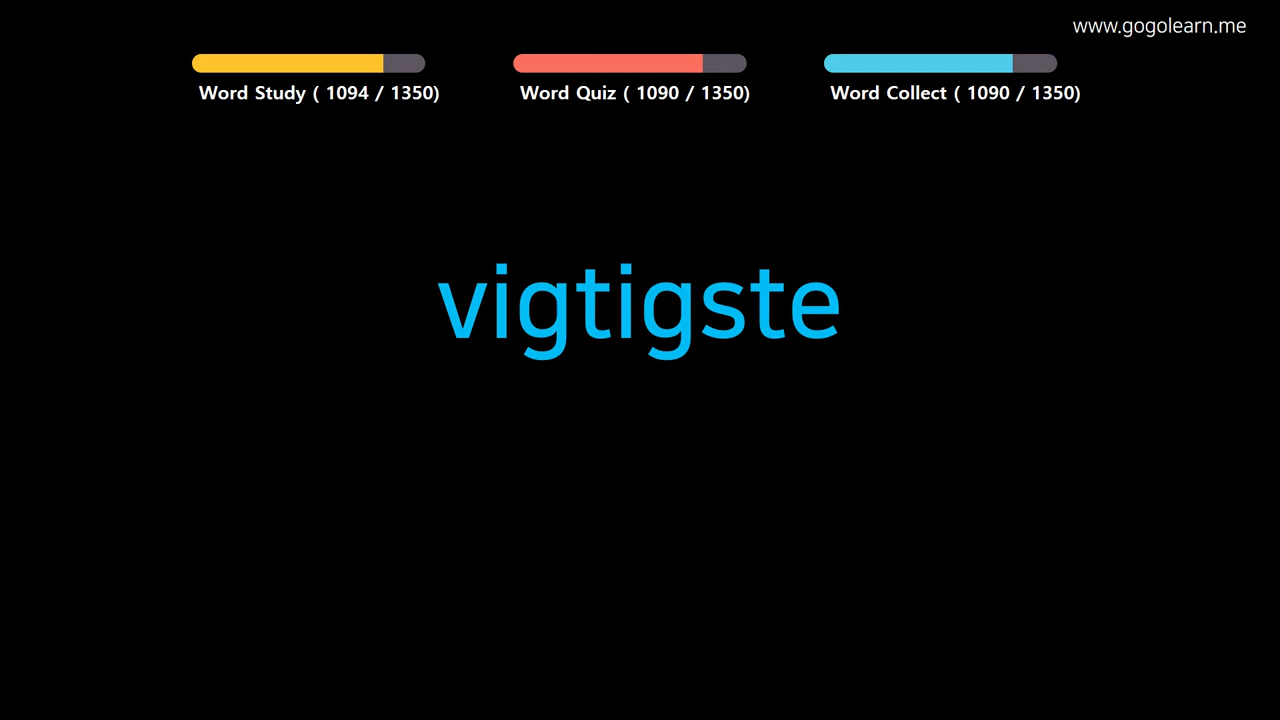 www.gogolearn.me
Word Study ( 1094 / 1350)
Word Quiz ( 1090 / 1350)
Word Collect ( 1090 / 1350)
vigtigste